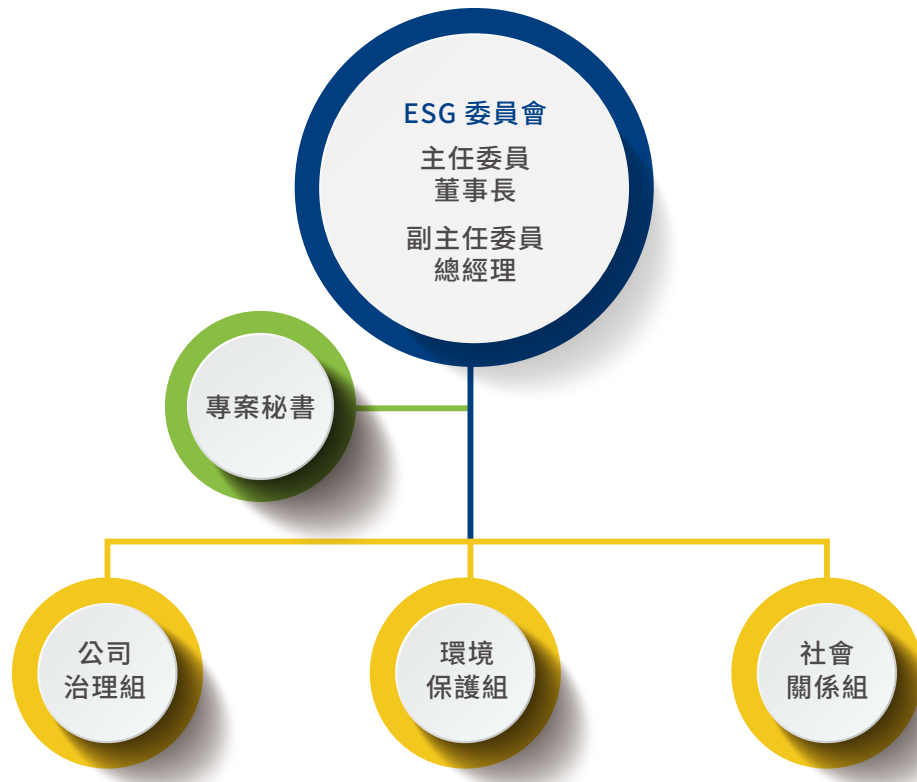 ESG 委員會
主任委員
董事長
副主任委員
總經理
專案秘書
公司
治理組
環境
保護組
社會
關係組